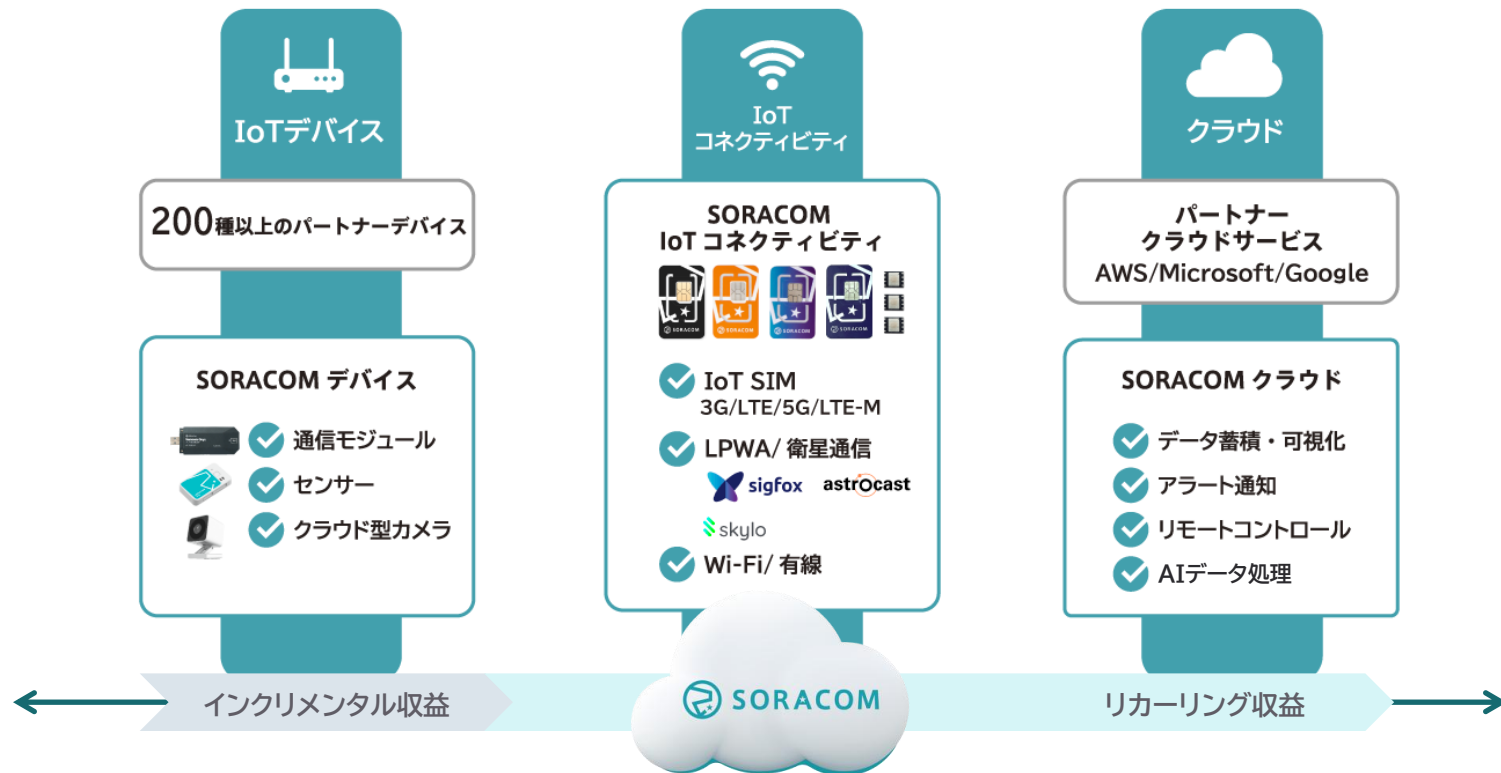 IoTデバイス
200種以上のパートナーデバイス
SORACOM デバイス
通信モジュール
センサー
クラウド型カメラ
IoT
コネクティビティ
SORACOM
IoT コネクティビティ
SORACOM
SORACOM
SORACOM
SORACOM
IoT SIM
3G/LTE/5G/LTE-M
LPWA/ 衛星通信
sigfox
astrocast
skylo
Wi-Fi/ 有線
クラウド
パートナー
クラウドサービス
AWS/Microsoft/Google
SORACOM クラウド
データ蓄積・可視化
アラート通知
リモートコントロール
AIデータ処理
インクリメンタル収益
SORACOM
リカーリング収益